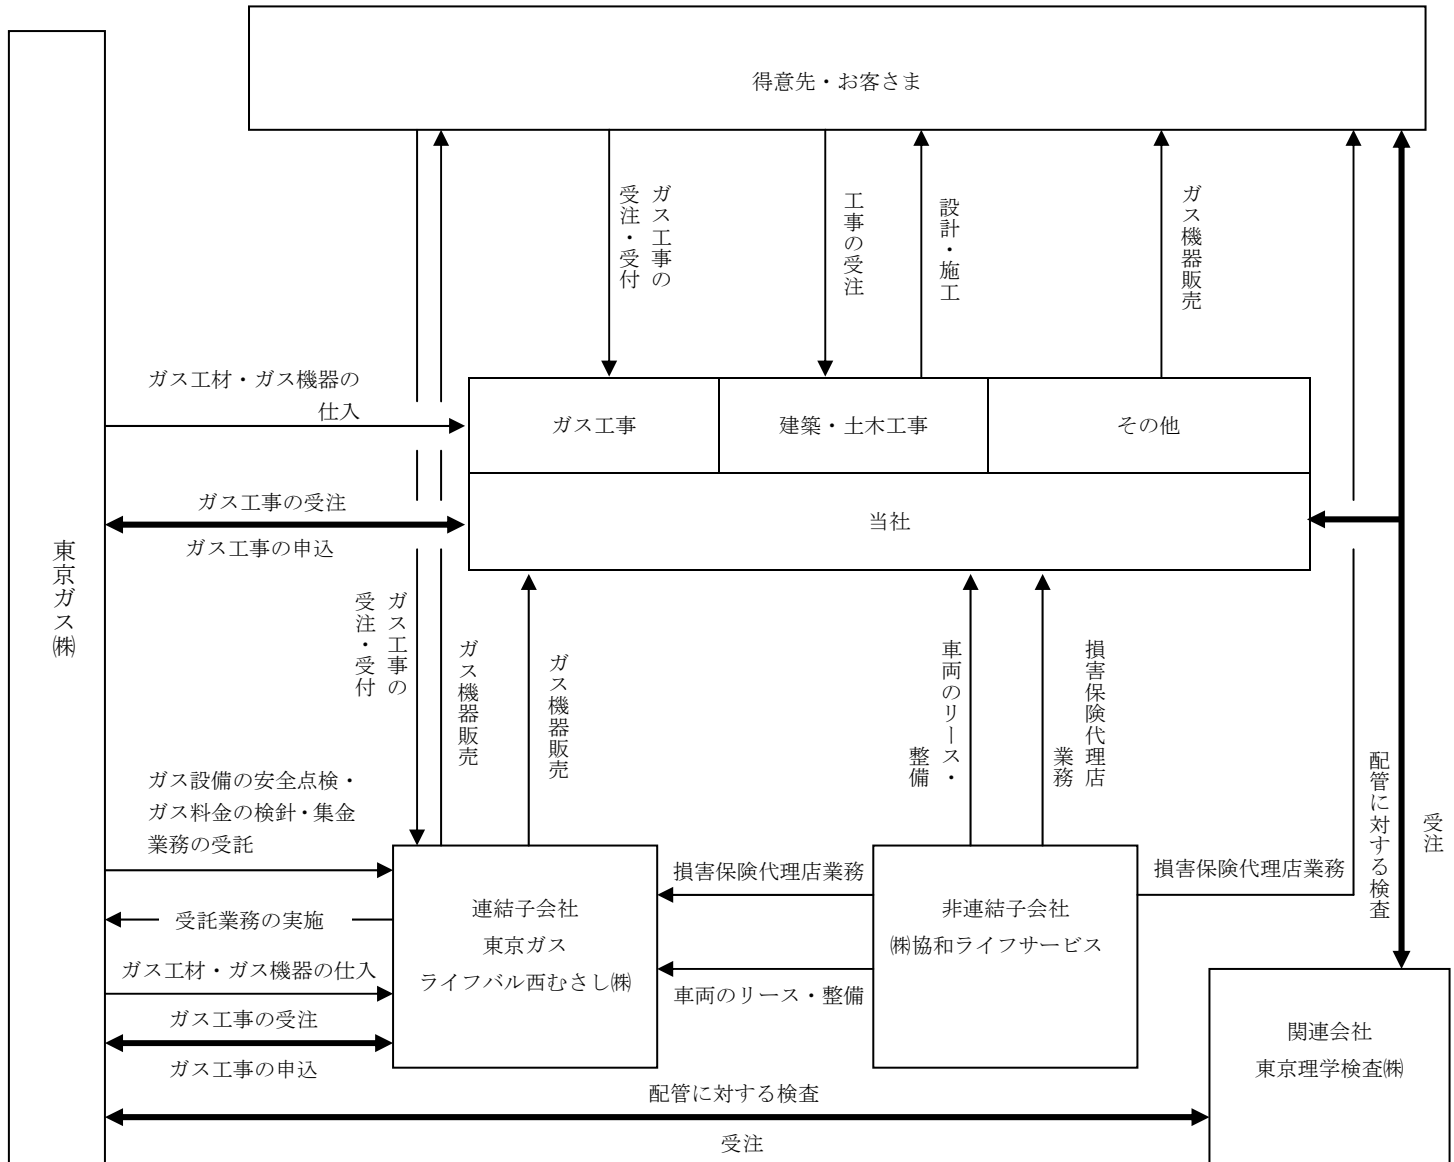 得意先・お客さま
ガス工事の
受注・受付
工事の受注
設計・施工
ガス機器販売
ガス工材・ガス機器の
仕入
ガス工事
建築・土木工事
その他
当社
ガス工事の受注
ガス工事の申込
東京ガス㈱
ガス工事の
受注・受付
ガス機器販売
ガス機器販売
車両のリース・
整備
損害保険代理店
業務
配管に対する検査
受注
ガス設備の安全点検・
ガス料金の検針・集金
業務の受託
受託業務の実施
ガス工材・ガス機器の仕入
ガス工事の受注
ガス工事の申込
連結子会社
東京ガス
ライフバル西むさし㈱
損害保険代理店業務
車両のリース・整備
非連結子会社
㈱協和ライフサービス
損害保険代理店業務
関連会社
東京理学検査㈱
配管に対する検査
受注